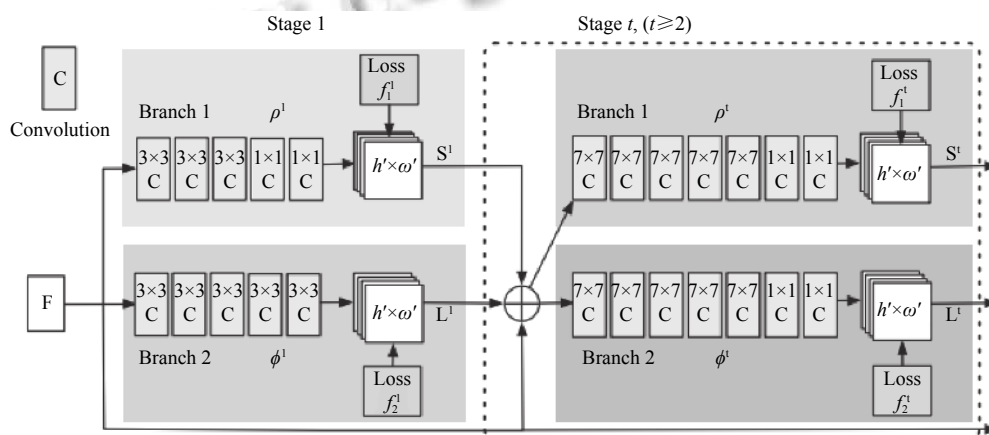 Stage 1
Stage t, (t≥2)
C
Convolution
Loss
f₁¹
Branch 1 ρ¹
3×3 3×3 3×3 1×1 1×1
C C C C C
h′×ω′
S¹
Loss
f₁ᵗ
Branch 1 ρᵗ
7×7 7×7 7×7 7×7 7×7 1×1 1×1
C C C C C C C
h′×ω′
Sᵗ
F
3×3 3×3 3×3 3×3 3×3
C C C C C
h′×ω′
L¹
Branch 2 ϕ¹
Loss
f₂¹
7×7 7×7 7×7 7×7 7×7 1×1 1×1
C C C C C C C
h′×ω′
Lᵗ
Branch 2 ϕᵗ
Loss
f₂ᵗ